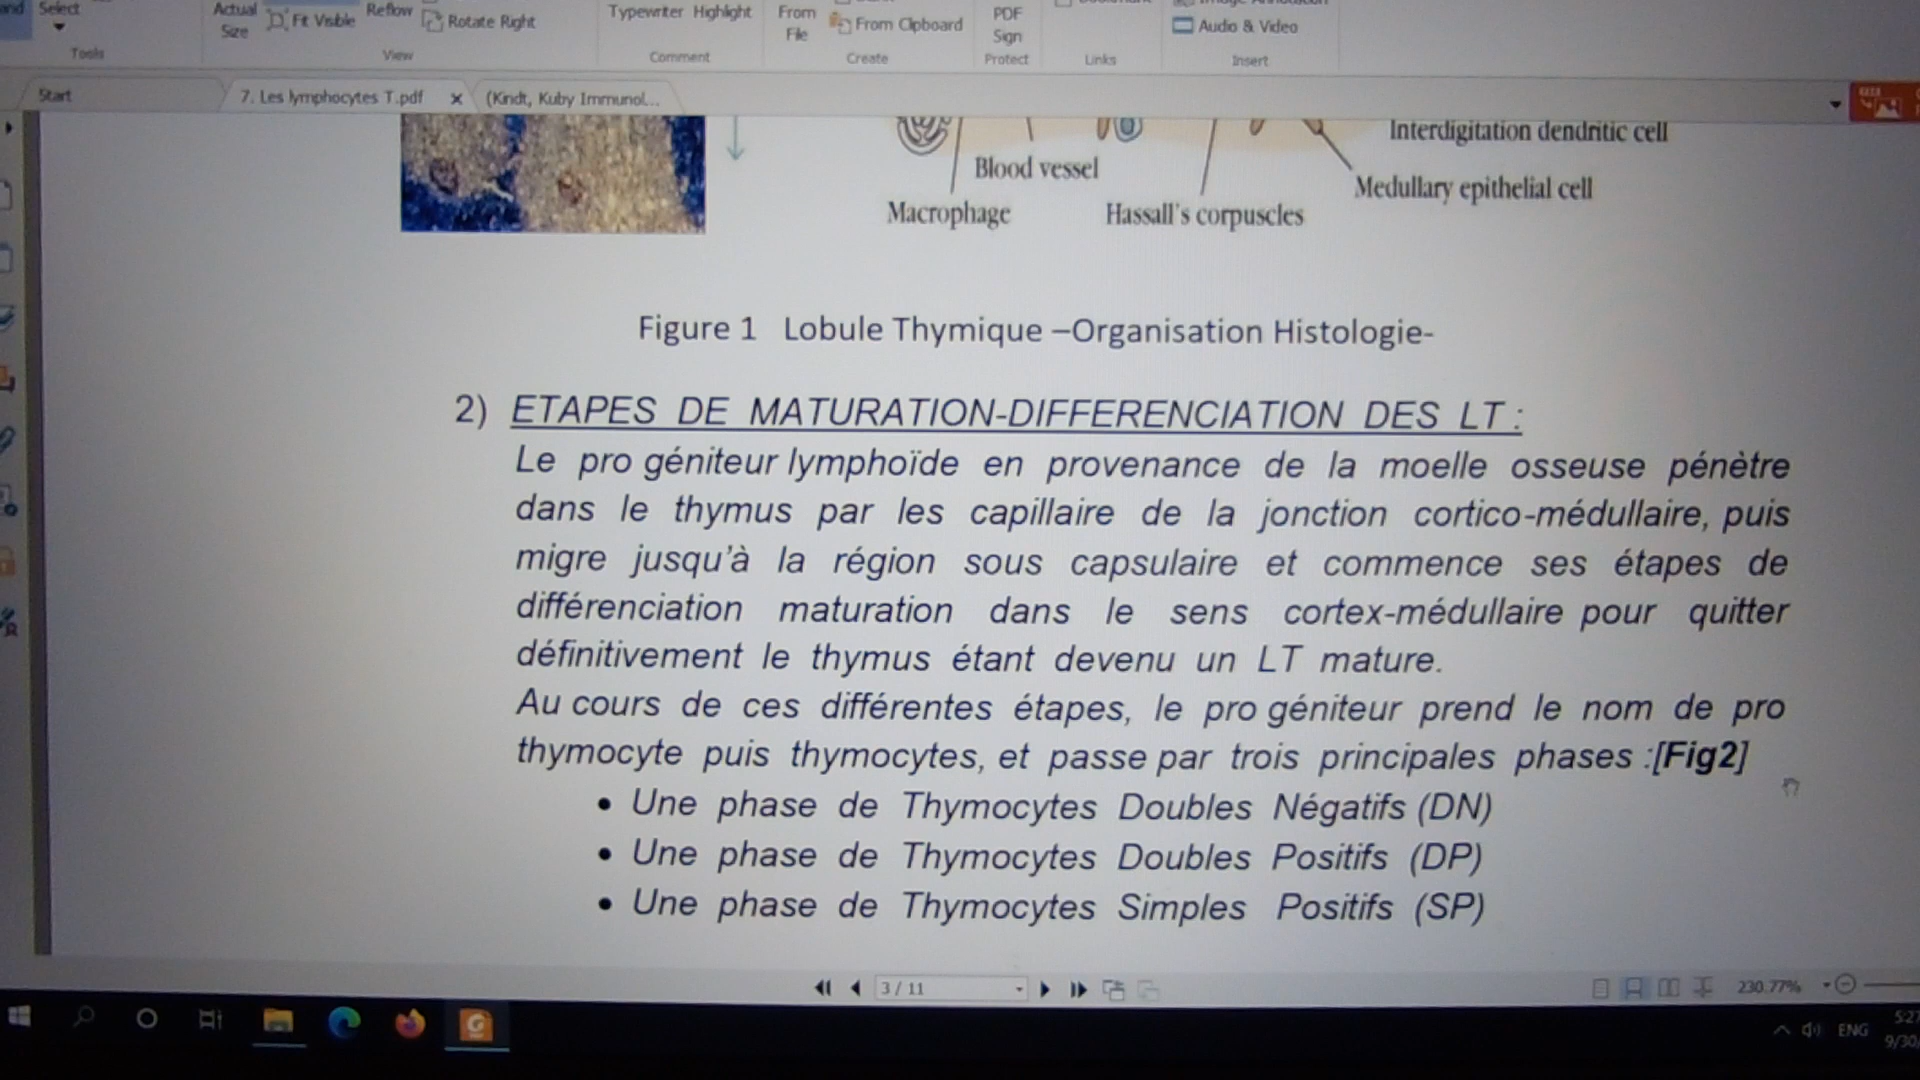 Select
Actual Size
Fit Visible
Reflow
Rotate Right
Tools
View
Typewriter Highlight
Comment
From File
From Clipboard
Create
PDF Sign
Protect
Links
Audio & Video
Insert
Start
7. Les lymphocytes T.pdf
(Kindt, Kuby Immunol...
Interdigitation dendritic cell
Blood vessel
Medullary epithelial cell
Macrophage
Hassall's corpuscles
Figure 1 Lobule Thymique –Organisation Histologie-
2) ETAPES DE MATURATION-DIFFERENCIATION DES LT :
Le pro géniteur lymphoïde en provenance de la moelle osseuse pénètre
dans le thymus par les capillaire de la jonction cortico-médullaire, puis
migre jusqu'à la région sous capsulaire et commence ses étapes de
différenciation maturation dans le sens cortex-médullaire pour quitter
définitivement le thymus étant devenu un LT mature.
Au cours de ces différentes étapes, le pro géniteur prend le nom de pro
thymocyte puis thymocytes, et passe par trois principales phases :[Fig2]
• Une phase de Thymocytes Doubles Négatifs (DN)
• Une phase de Thymocytes Doubles Positifs (DP)
• Une phase de Thymocytes Simples Positifs (SP)
3 / 11
230.77%
ENG
5:27
9/30/